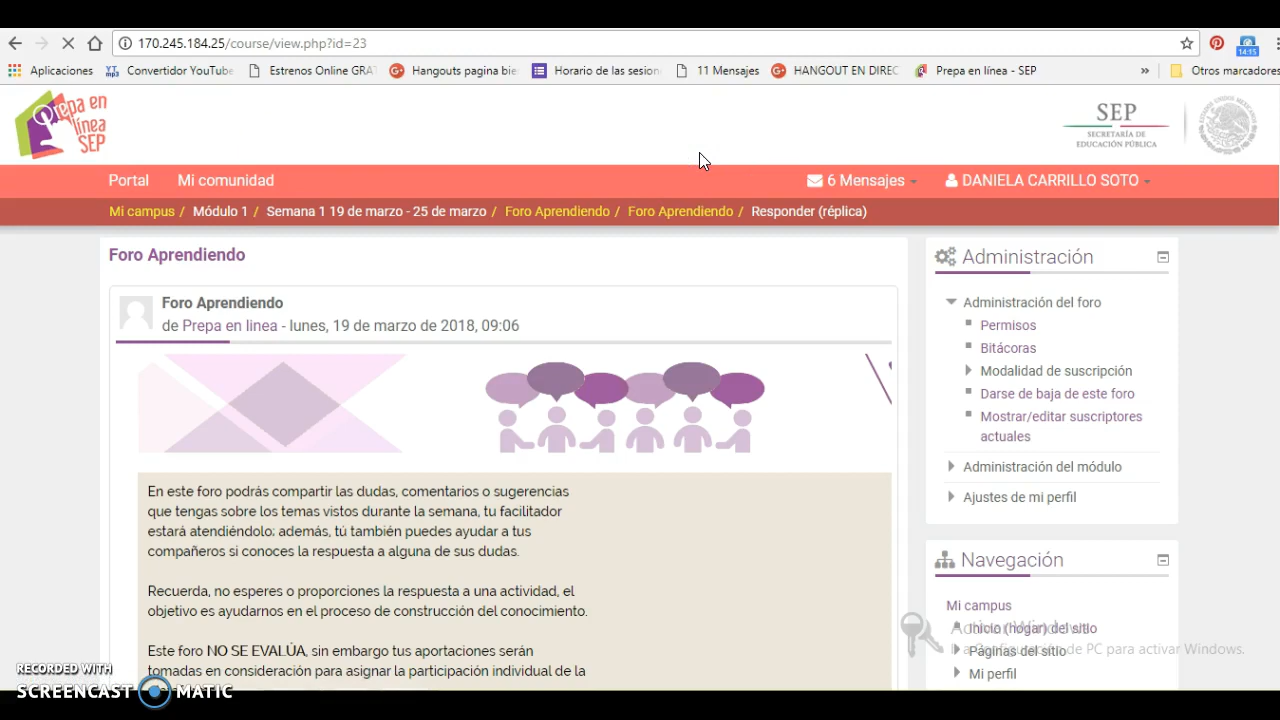 170.245.184.25/course/view.php?id=23
14:15
Aplicaciones
Convertidor YouTube
Estrenos Online GRA
Hangouts pagina bie
Horario de las sesion
11 Mensajes
HANGOUT EN DIREC
Prepa en línea - SEP
»
Otros marcadores
Prepa en
línea
SEP
SEP
SECRETARÍA DE
EDUCACIÓN PÚBLICA
Portal
Mi comunidad
6 Mensajes
DANIELA CARRILLO SOTO
Mi campus / Módulo 1 / Semana 1 19 de marzo - 25 de marzo / Foro Aprendiendo / Foro Aprendiendo / Responder (réplica)
Foro Aprendiendo
Foro Aprendiendo
de Prepa en linea - lunes, 19 de marzo de 2018, 09:06
En este foro podrás compartir las dudas, comentarios o sugerencias
que tengas sobre los temas vistos durante la semana, tu facilitador
estará atendiéndolo; además, tú también puedes ayudar a tus
compañeros si conoces la respuesta a alguna de sus dudas.
Recuerda, no esperes o proporciones la respuesta a una actividad, el
objetivo es ayudarnos en el proceso de construcción del conocimiento.
Este foro NO SE EVALÚA, sin embargo tus aportaciones serán
tomadas en consideración para asignar la participación individual de la
Administración
Administración del foro
Permisos
Bitácoras
Modalidad de suscripción
Darse de baja de este foro
Mostrar/editar suscriptores
actuales
Administración del módulo
Ajustes de mi perfil
Navegación
Mi campus
Inicio (hogar) del sitio
Páginas del sitio
Mi perfil
Activar Windows
de PC para activar Windows.
RECORDED WITH
SCREENCAST MATIC